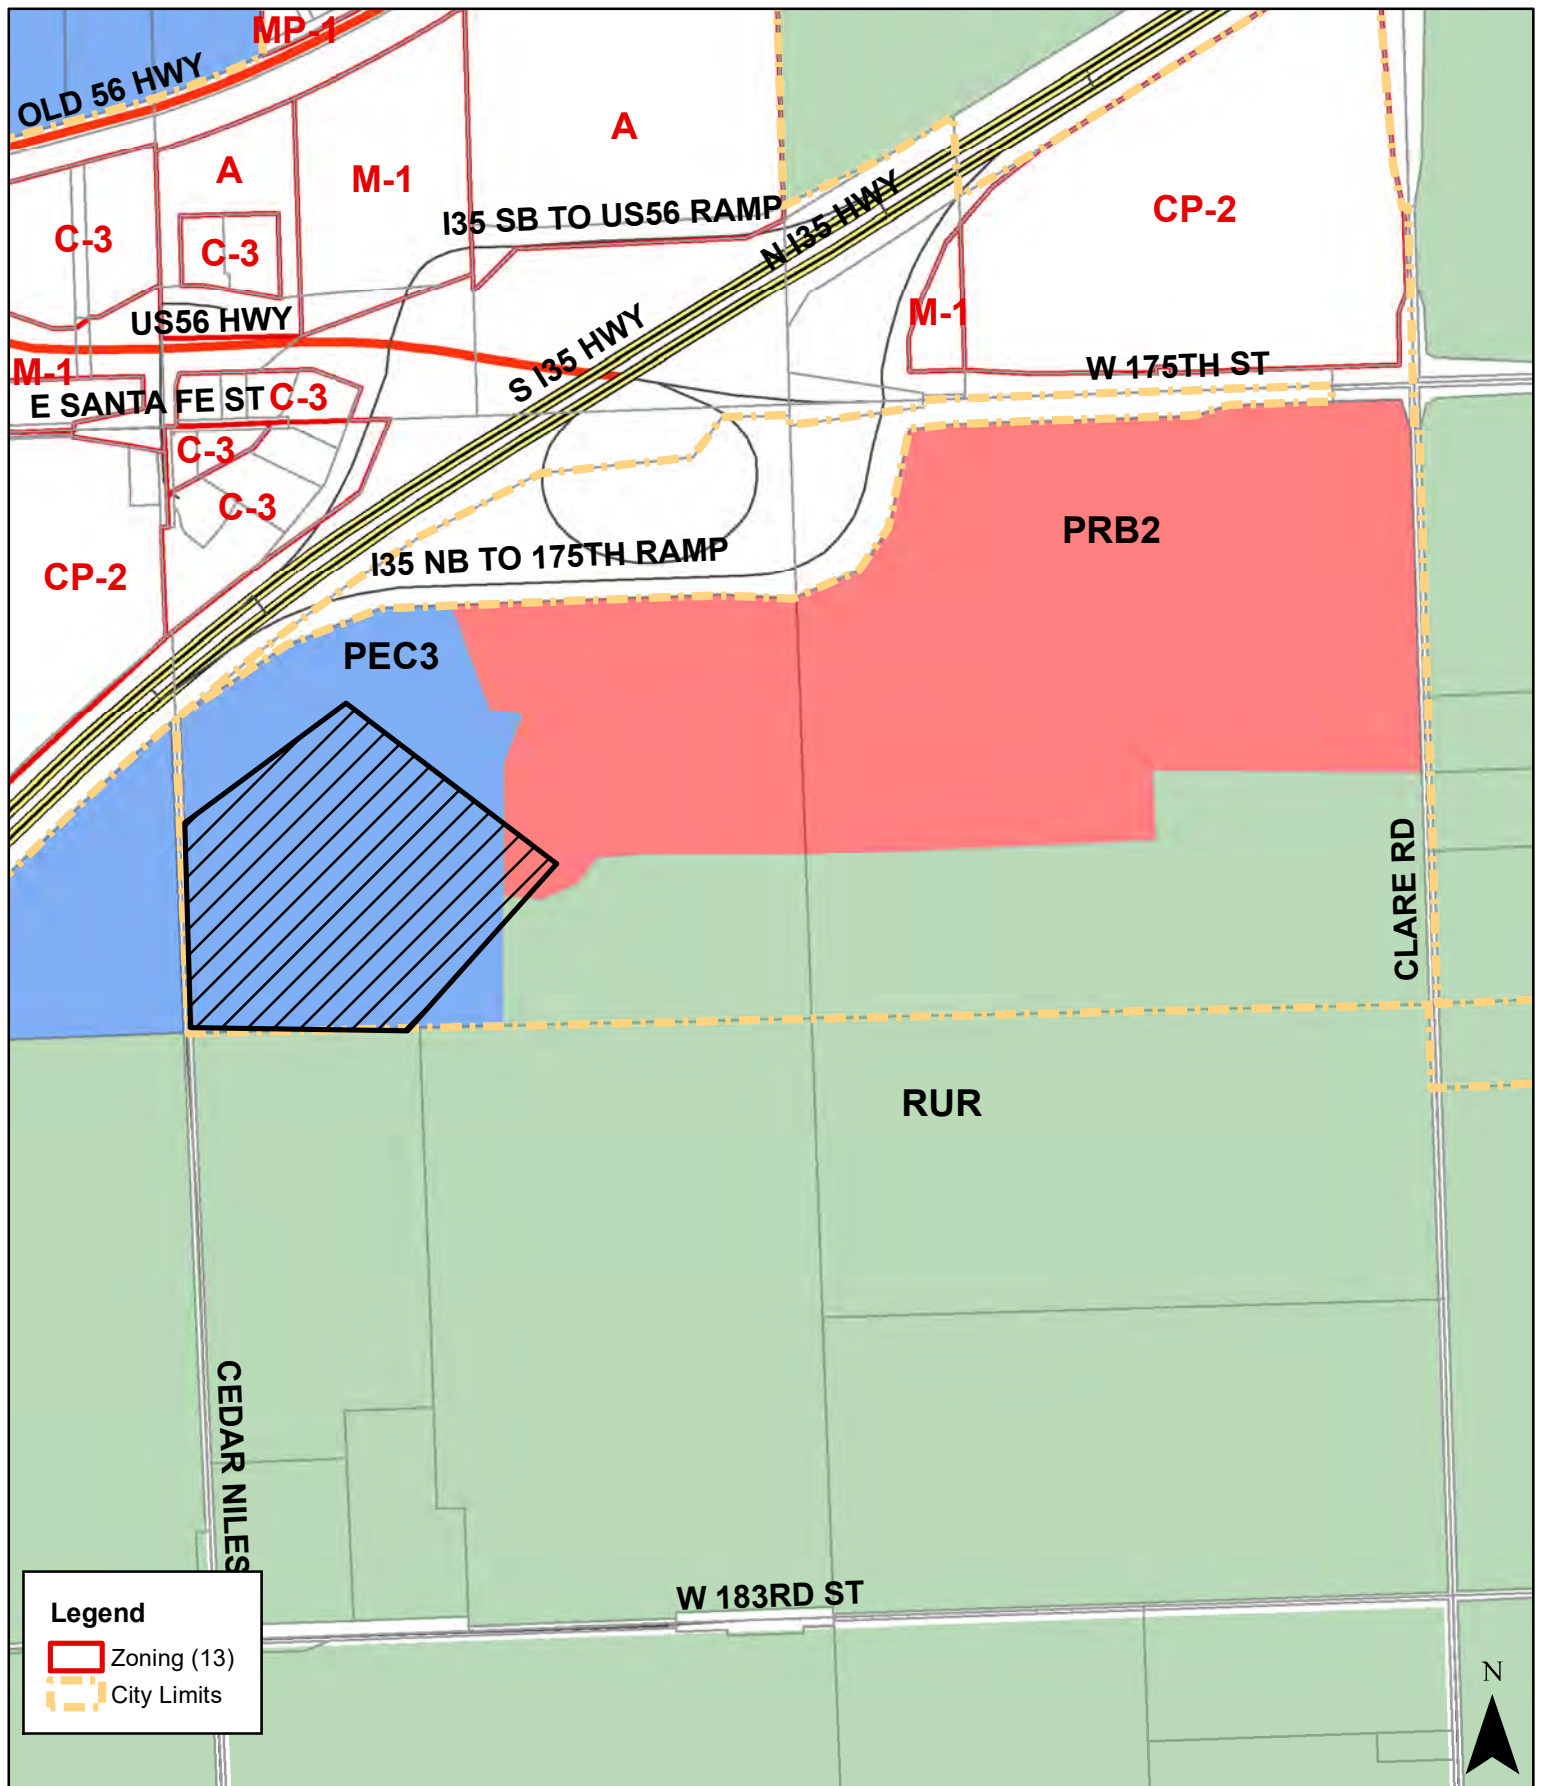 MP-1
OLD 56 HWY
A
A
M-1
C-3
C-3
I35 SB TO US56 RAMP
N I35 HWY
CP-2
US56 HWY
M-1
S I35 HWY
M-1
W 175TH ST
E SANTA FE ST
C-3
C-3
C-3
PRB2
I35 NB TO 175TH RAMP
CP-2
PEC3
CLARE RD
RUR
CEDAR NILES
W 183RD ST
Legend
Zoning (13)
City Limits
N